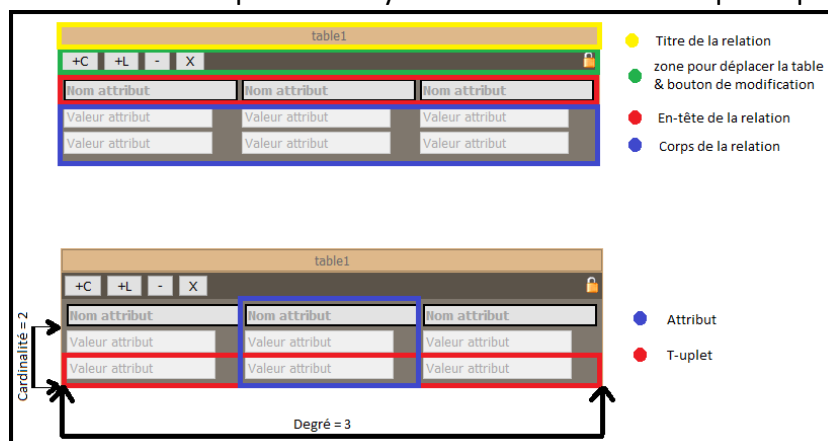 table1
+C +L - X
Nom attribut Nom attribut Nom attribut
Valeur attribut Valeur attribut Valeur attribut
Valeur attribut Valeur attribut Valeur attribut
Titre de la relation
zone pour déplacer la table
& bouton de modification
En-tête de la relation
Corps de la relation
table1
+C +L - X
Nom attribut Nom attribut Nom attribut
Valeur attribut Valeur attribut Valeur attribut
Valeur attribut Valeur attribut Valeur attribut
Cardinalité = 2
Degré = 3
Attribut
T-uplet